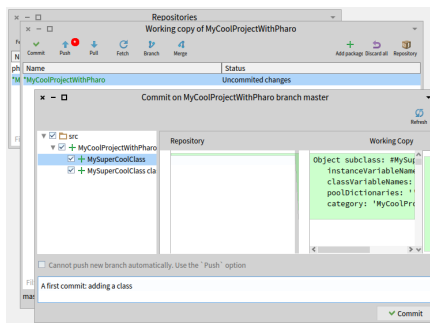 Repositories
Working copy of MyCoolProjectWithPharo
Commit
Push
Pull
Fetch
Branch
Merge
Add package
Discard all
Repository
Name
Status
*MyCoolProjectWithPharo
Uncommited changes
Commit on MyCoolProjectWithPharo branch master
Refresh
src
MyCoolProjectWithPharo
MySuperCoolClass
MySuperCoolClass cla
Repository
Working Copy
Object subclass: #MySup
instanceVariableName
classVariableNames:
poolDictionaries: '
category: 'MyCoolPro
Cannot push new branch automatically. Use the `Push` option
A first commit: adding a class
Commit